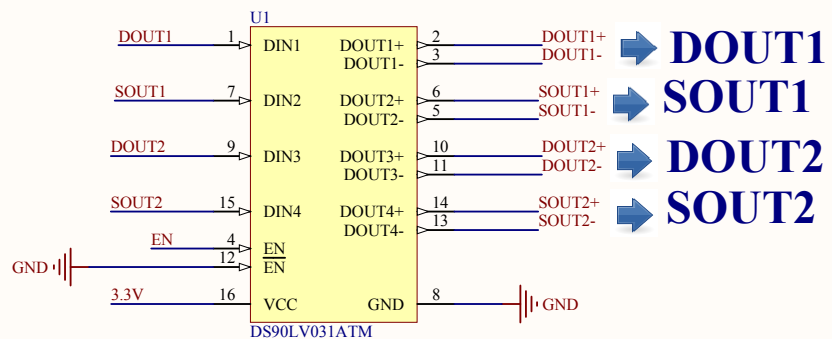 U1
DOUT1 1 DIN1 DOUT1+ 2 DOUT1+
DOUT1- 3 DOUT1- DOUT1
SOUT1 7 DIN2 DOUT2+ 6 SOUT1+
DOUT2- 5 SOUT1- SOUT1
DOUT2 9 DIN3 DOUT3+ 10 DOUT2+
DOUT3- 11 DOUT2- DOUT2
SOUT2 15 DIN4 DOUT4+ 14 SOUT2+
DOUT4- 13 SOUT2- SOUT2
EN 4 EN
GND 12 EN
3.3V 16 VCC GND 8 GND
DS90LV031ATM